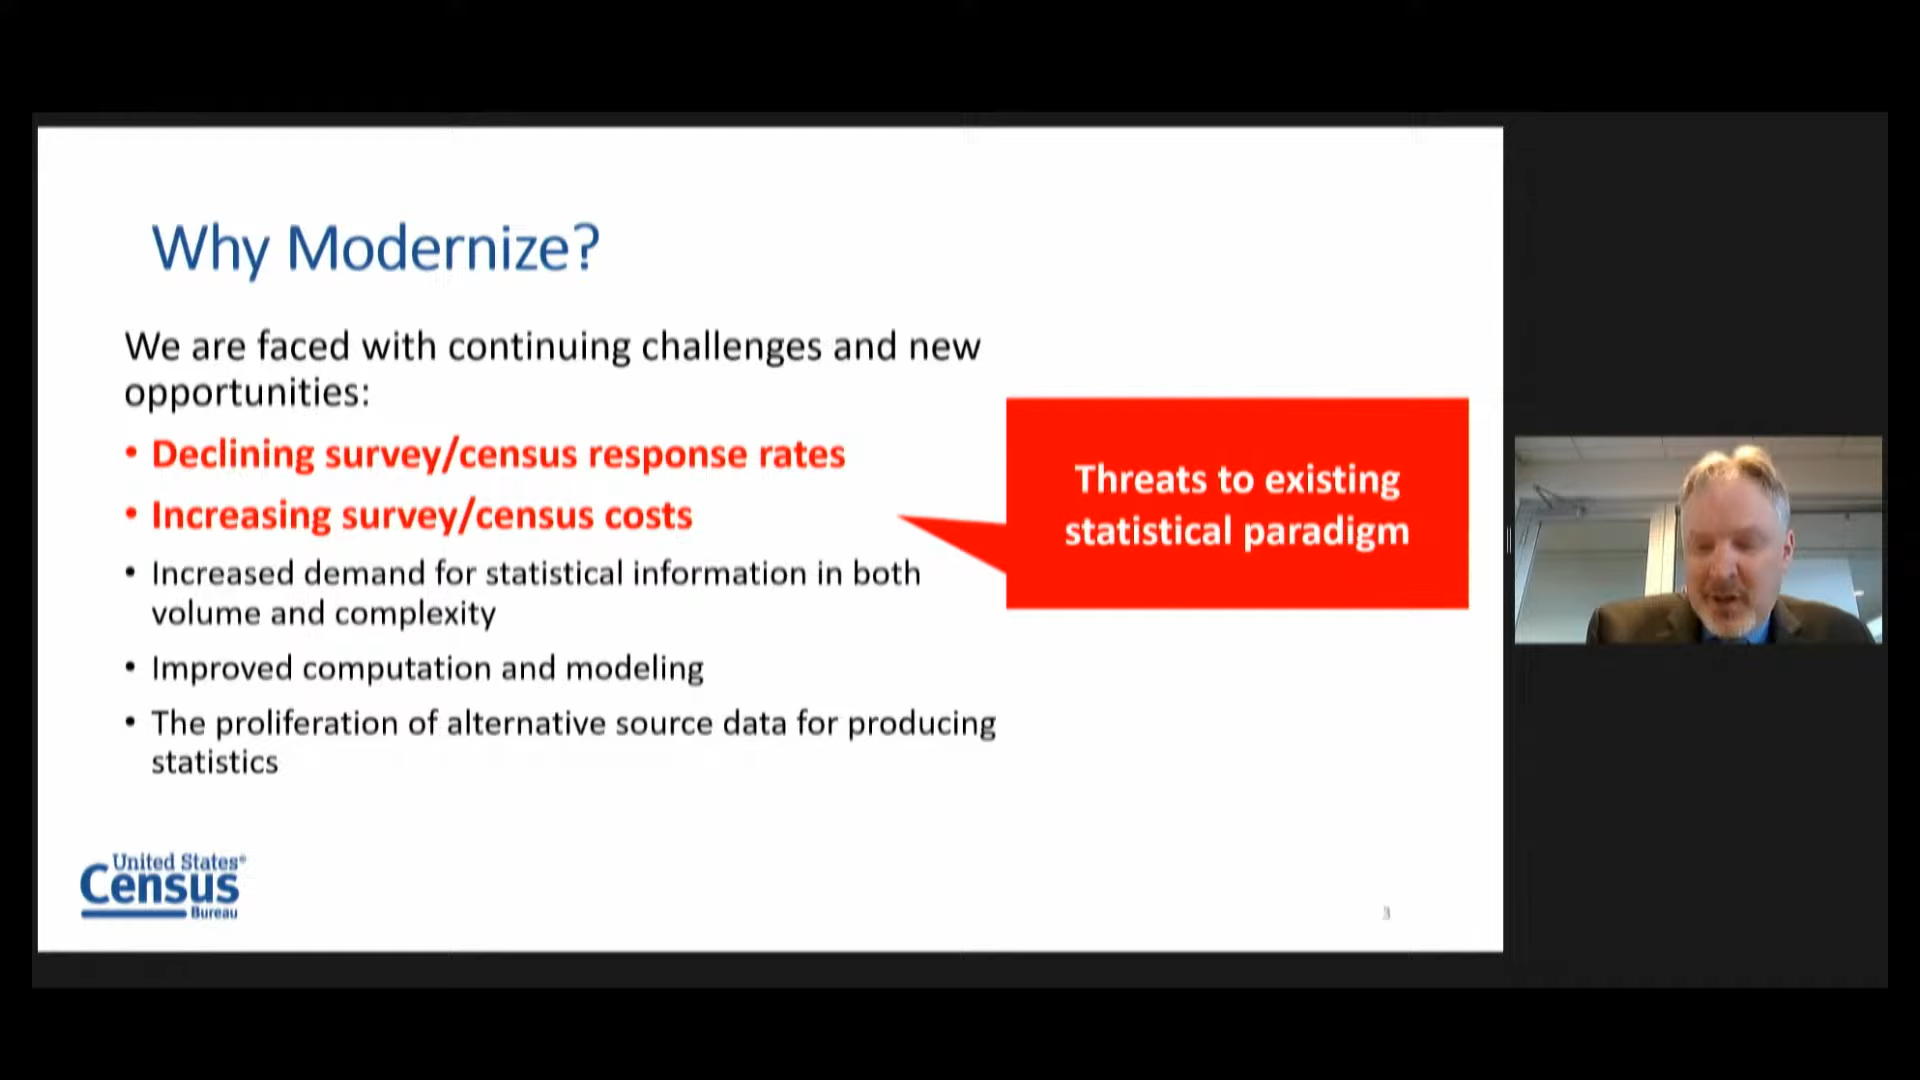 Why Modernize?
We are faced with continuing challenges and new
opportunities:
• Declining survey/census response rates
• Increasing survey/census costs
• Increased demand for statistical information in both
volume and complexity
• Improved computation and modeling
• The proliferation of alternative source data for producing
statistics
Threats to existing
statistical paradigm
United States®
Census
Bureau
3